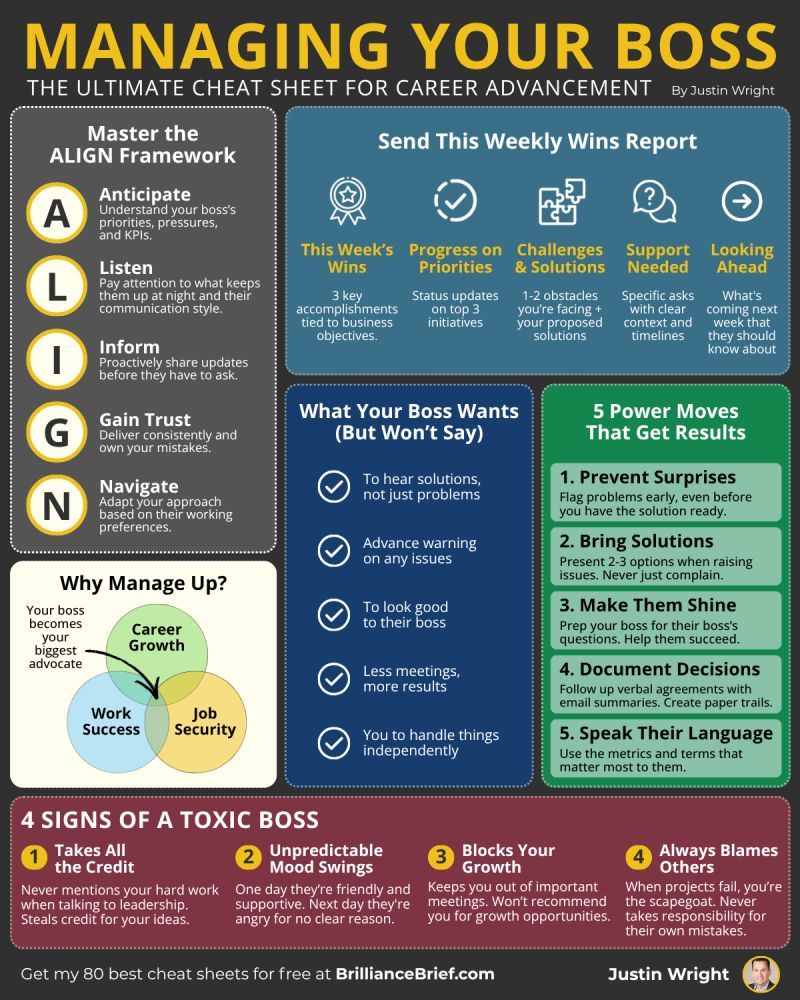 MANAGING YOUR BOSS
THE ULTIMATE CHEAT SHEET FOR CAREER ADVANCEMENT
By Justin Wright
Master the
ALIGN Framework
A
Anticipate
Understand your boss's
priorities, pressures,
and KPIs.
L
Listen
Pay attention to what keeps
them up at night and their
communication style.
I
Inform
Proactively share updates
before they have to ask.
G
Gain Trust
Deliver consistently and
own your mistakes.
N
Navigate
Adapt your approach
based on their working
preferences.
Send This Weekly Wins Report
This Week's
Wins
3 key
accomplishments
tied to business
objectives.
Progress on
Priorities
Status updates
on top 3
initiatives
Challenges
& Solutions
1-2 obstacles
you're facing +
your proposed
solutions
?
Support
Needed
Specific asks
with clear
context and
timelines
Looking
Ahead
What's
coming next
week that
they should
know about
Why Manage Up?
Your boss
becomes
your
biggest
advocate
Career
Growth
Work
Success
Job
Security
What Your Boss Wants
(But Won't Say)
To hear solutions,
not just problems
Advance warning
on any issues
To look good
to their boss
Less meetings,
more results
You to handle things
independently
5 Power Moves
That Get Results
1. Prevent Surprises
Flag problems early, even before
you have the solution ready.
2. Bring Solutions
Present 2-3 options when raising
issues. Never just complain.
3. Make Them Shine
Prep your boss for their boss's
questions. Help them succeed.
4. Document Decisions
Follow up verbal agreements with
email summaries. Create paper trails.
5. Speak Their Language
Use the metrics and terms that
matter most to them.
4 SIGNS OF A TOXIC BOSS
1
Takes All
the Credit
Never mentions your hard work
when talking to leadership.
Steals credit for your ideas.
2
Unpredictable
Mood Swings
One day they're friendly and
supportive. Next day they're
angry for no clear reason.
3
Blocks Your
Growth
Keeps you out of important
meetings. Won't recommend
you for growth opportunities.
4
Always Blames
Others
When projects fail, you're
the scapegoat. Never
takes responsibility for
their own mistakes.
Get my 80 best cheat sheets for free at BrillianceBrief.com
Justin Wright